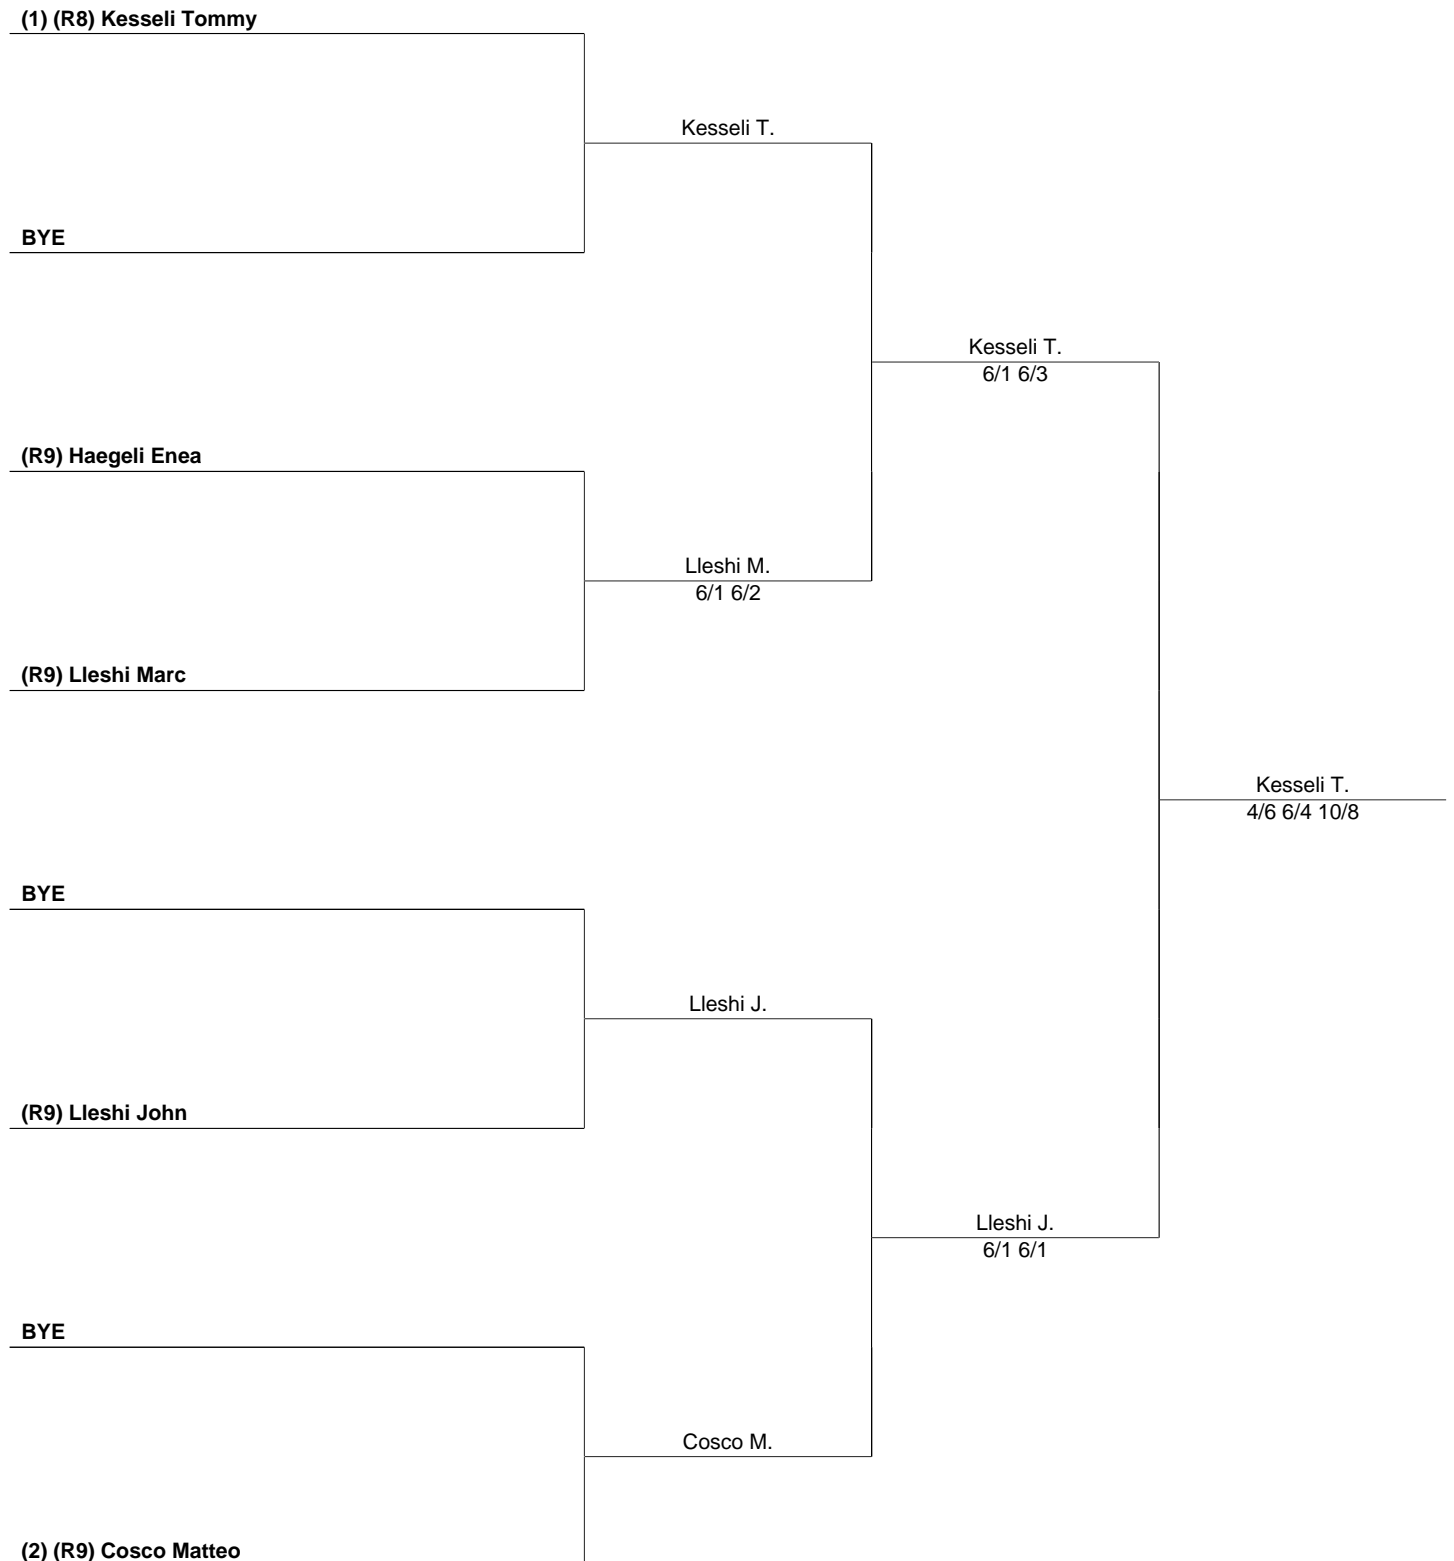 (1) (R8) Kesseli Tommy
Kesseli T.
BYE
Kesseli T.
6/1 6/3
(R9) Haegeli Enea
Lleshi M.
6/1 6/2
(R9) Lleshi Marc
Kesseli T.
4/6 6/4 10/8
BYE
Lleshi J.
(R9) Lleshi John
Lleshi J.
6/1 6/1
BYE
Cosco M.
(2) (R9) Cosco Matteo